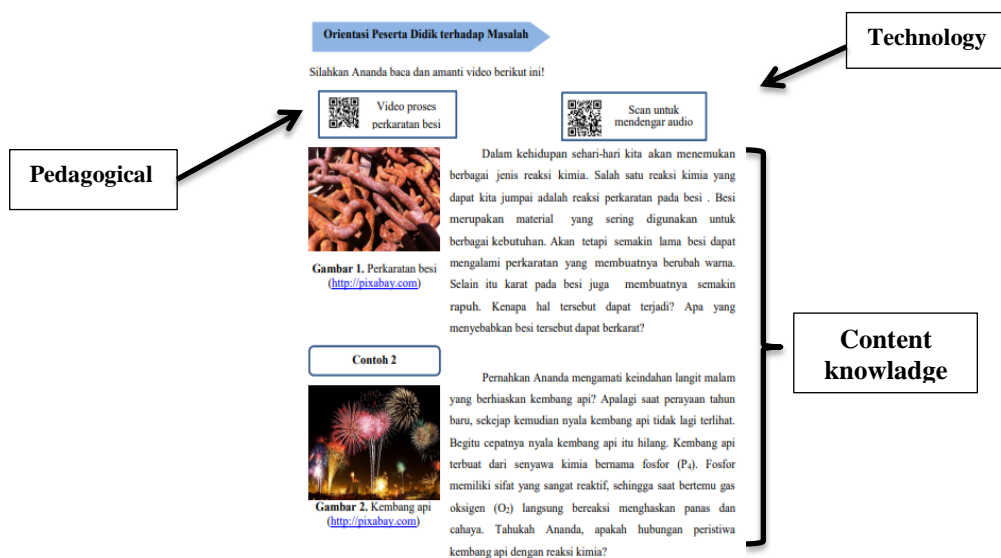 Orientasi Peserta Didik terhadap Masalah
Technology
Silahkan Ananda baca dan amanti video berikut ini!
Video proses
perkaratan besi
Scan untuk
mendengar audio
Pedagogical
Dalam kehidupan sehari-hari kita akan menemukan
berbagai jenis reaksi kimia. Salah satu reaksi kimia yang
dapat kita jumpai adalah reaksi perkaratan pada besi . Besi
merupakan material yang sering digunakan untuk
berbagai kebutuhan. Akan tetapi semakin lama besi dapat
mengalami perkaratan yang membuatnya berubah warna.
Selain itu karat pada besi juga membuatnya semakin
rapuh. Kenapa hal tersebut dapat terjadi? Apa yang
menyebabkan besi tersebut dapat berkarat?
Gambar 1. Perkaratan besi
(http://pixabay.com)
Content
knowladge
Contoh 2
Pernahkan Ananda mengamati keindahan langit malam
yang berhiaskan kembang api? Apalagi saat perayaan tahun
baru, sekejap kemudian nyala kembang api tidak lagi terlihat.
Begitu cepatnya nyala kembang api itu hilang. Kembang api
terbuat dari senyawa kimia bernama fosfor (P₄). Fosfor
memiliki sifat yang sangat reaktif, sehingga saat bertemu gas
oksigen (O₂) langsung bereaksi menghaskan panas dan
cahaya. Tahukah Ananda, apakah hubungan peristiwa
kembang api dengan reaksi kimia?
Gambar 2. Kembang api
(http://pixabay.com)